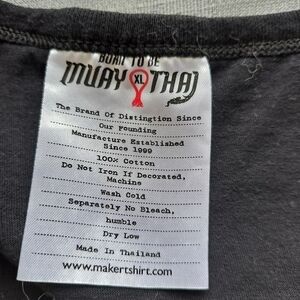 BORN TO BE
MUAY XL THAI
The Brand Of Distinction Since
Our Founding
Manufacture Established
Since 1999
100% Cotton
Do Not Iron If Decorated,
Machine
Wash Cold
Separately No Bleach,
humble
Dry Low
Made In Thailand
www.makertshirt.com